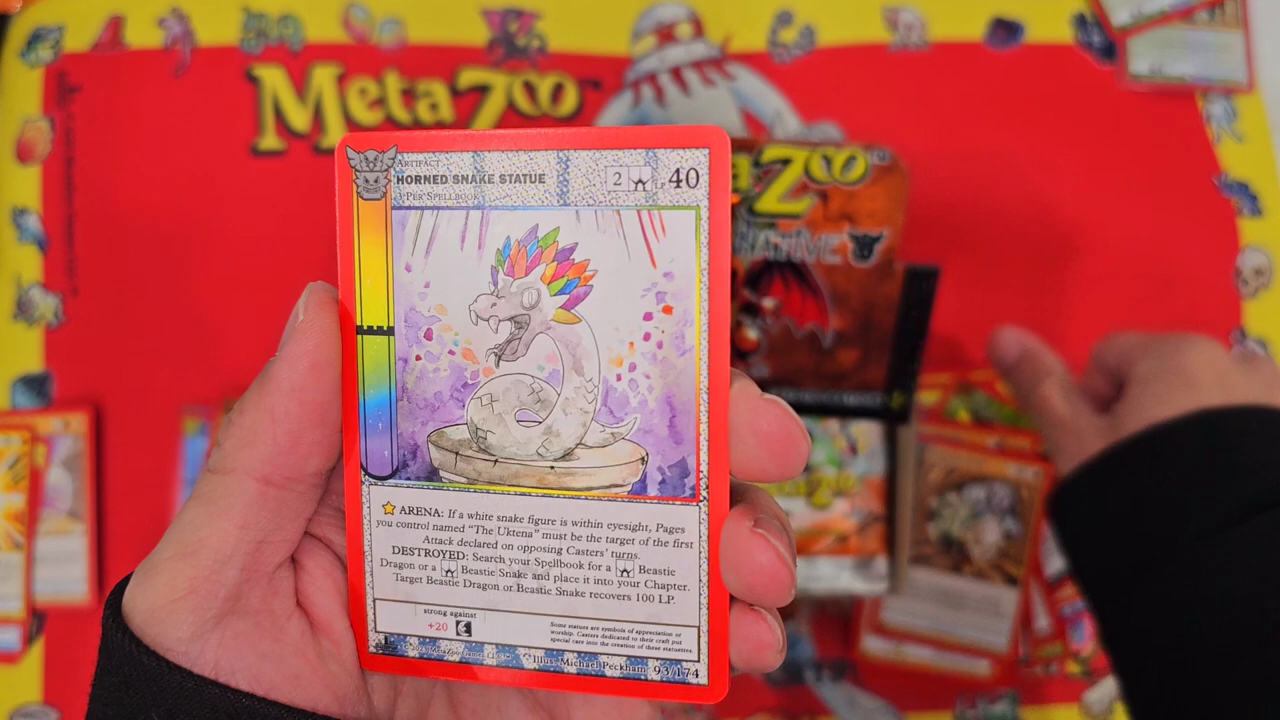 MetaZoo
ARTIFACT
HORNED SNAKE STATUE
3 PER SPELLBOOK
2
LP 40
ARENA: If a white snake figure is within eyesight, Pages
you control named "The Uktena" must be the target of the first
Attack declared on opposing Casters' turns.
DESTROYED: Search your Spellbook for a Beastie
Dragon or a Beastie Snake and place it into your Chapter.
Target Beastie Dragon or Beastie Snake recovers 100 LP.
strong against
+20
Some statues are symbols of appreciation or
worship. Casters dedicated to their craft put
special care into the creation of these statuettes.
Illus. Michael Peckham 93/174
a Zoo
NATIVE